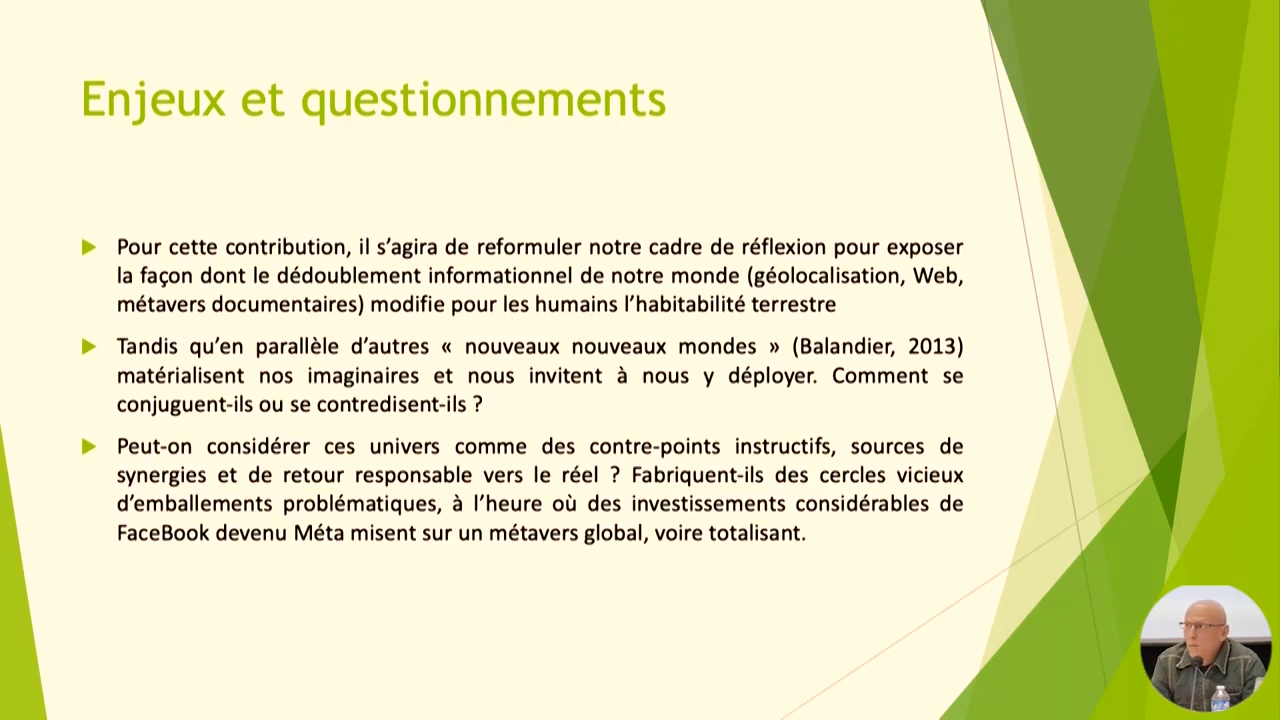 Enjeux et questionnements
Pour cette contribution, il s’agira de reformuler notre cadre de réflexion pour exposer
la façon dont le dédoublement informationnel de notre monde (géolocalisation, Web,
métavers documentaires) modifie pour les humains l’habitabilité terrestre
Tandis qu’en parallèle d’autres « nouveaux nouveaux mondes » (Balandier, 2013)
matérialisent nos imaginaires et nous invitent à nous y déployer. Comment se
conjuguent-ils ou se contredisent-ils ?
Peut-on considérer ces univers comme des contre-points instructifs, sources de
synergies et de retour responsable vers le réel ? Fabriquent-ils des cercles vicieux
d’emballements problématiques, à l’heure où des investissements considérables de
FaceBook devenu Méta misent sur un métavers global, voire totalisant.